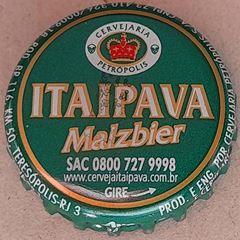 CERVEJARIA
PETRÓPOLIS
ITAIPAVA
Malzbier
SAC 0800 727 9998
www.cervejaitaipava.com.br
GIRE
PROD. E ENG. POR CERVEJARIA
TERESÓPOLIS-RJ 3